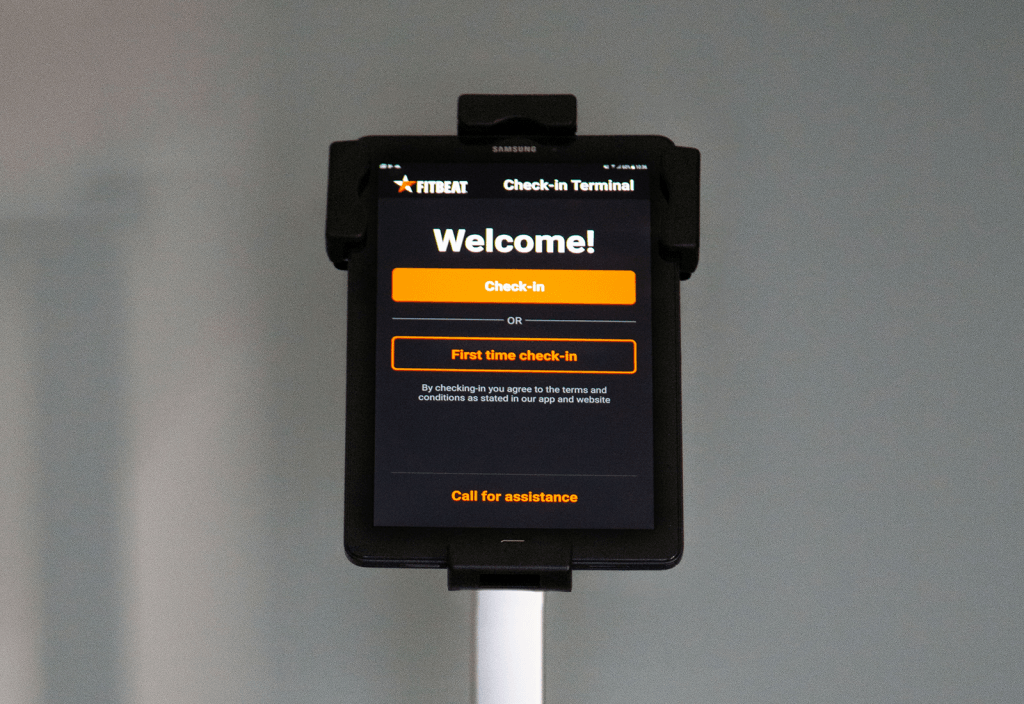 SAMSUNG
FITBEAT
Check-in Terminal
Welcome!
Check-in
OR
First time check-in
By checking-in you agree to the terms and
conditions as stated in our app and website
Call for assistance